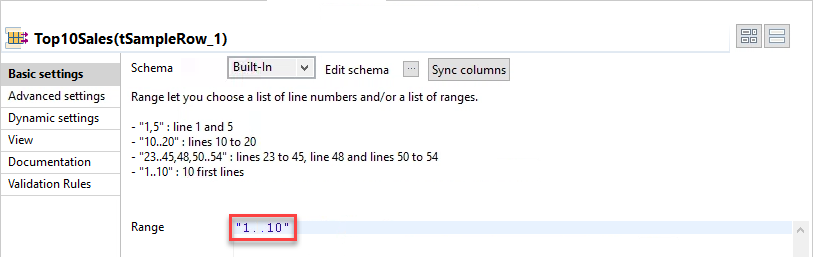 Top10Sales(tSampleRow_1)
Basic settings
Advanced settings
Dynamic settings
View
Documentation
Validation Rules
Schema Built-In Edit schema ... Sync columns
Range let you choose a list of line numbers and/or a list of ranges.
- "1,5" : line 1 and 5
- "10..20" : lines 10 to 20
- "23..45,48,50..54" : lines 23 to 45, line 48 and lines 50 to 54
- "1..10" : 10 first lines
Range "1..10"